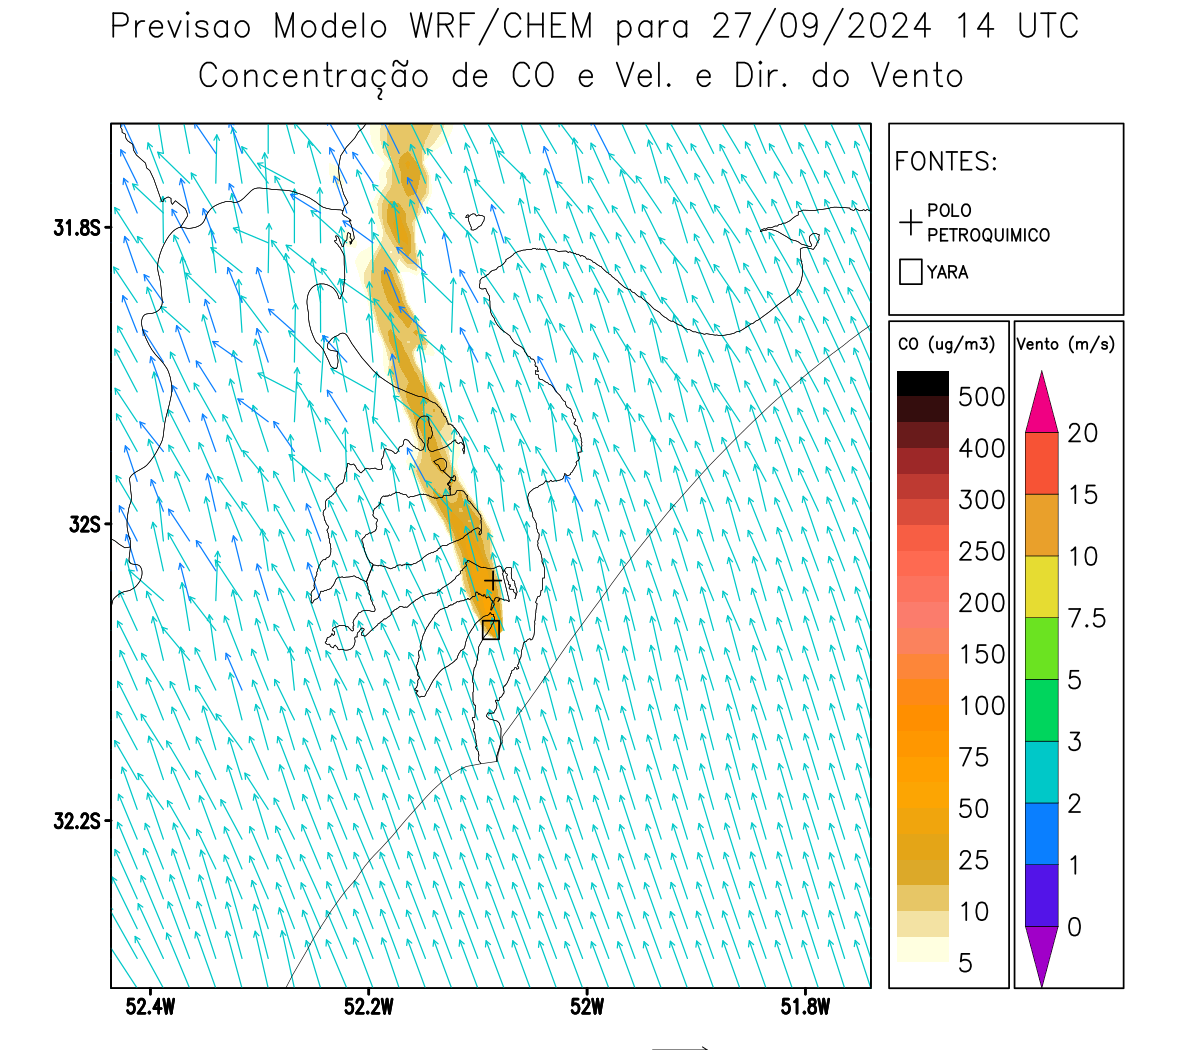 Previsao Modelo WRF/CHEM para 27/09/2024 14 UTC
Concentração de CO e Vel. e Dir. do Vento
FONTES:
POLO
PETROQUIMICO
YARA
31.8S
32S
32.2S
52.4W
52.2W
52W
51.8W
CO (ug/m3)
500
400
300
250
200
150
100
75
50
25
10
5
Vento (m/s)
20
15
10
7.5
5
3
2
1
0